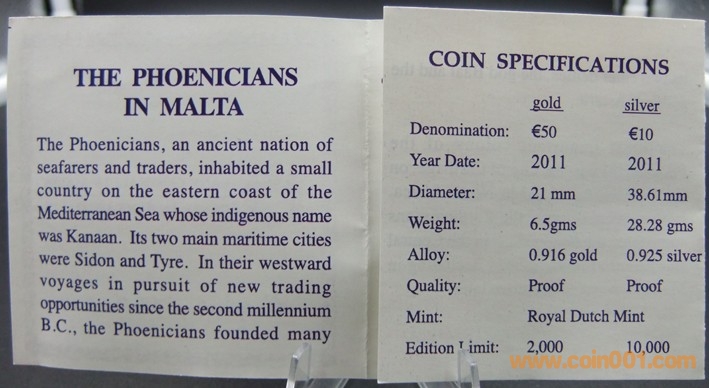 THE PHOENICIANS
IN MALTA
The Phoenicians, an ancient nation of
seafarers and traders, inhabited a small
country on the eastern coast of the
Mediterranean Sea whose indigenous name
was Kanaan. Its two main maritime cities
were Sidon and Tyre. In their westward
voyages in pursuit of new trading
opportunities since the second millennium
B.C., the Phoenicians founded many
COIN SPECIFICATIONS
gold silver
Denomination: €50 €10
Year Date: 2011 2011
Diameter: 21 mm 38.61mm
Weight: 6.5gms 28.28 gms
Alloy: 0.916 gold 0.925 silver
Quality: Proof Proof
Mint: Royal Dutch Mint
Edition Limit: 2,000 10,000
www.coin001.com